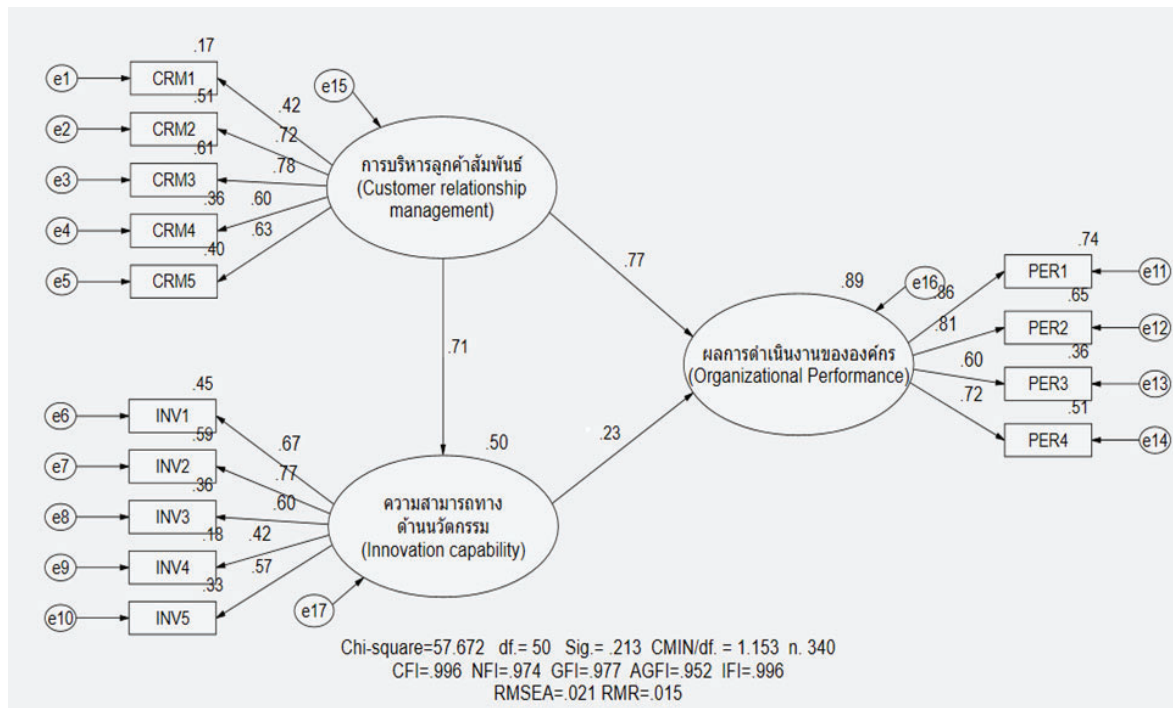 .17
e1
CRM1
.42
.51
e2
CRM2
.72
.61
e3
CRM3
.78
.36
e4
CRM4
.60
.40
e5
CRM5
.63
e15
การบริหารลูกค้าสัมพันธ์
(Customer relationship
management)
.77
.71
.89
e16
ผลการดำเนินงานขององค์กร
(Organizational Performance)
.74
.86
PER1
e11
.65
.81
PER2
e12
.36
.60
PER3
e13
.51
.72
PER4
e14
.45
e6
INV1
.67
.59
e7
INV2
.77
.36
e8
INV3
.60
.18
e9
INV4
.42
.33
e10
INV5
.57
.50
.23
ความสามารถทาง
ด้านนวัตกรรม
(Innovation capability)
e17
Chi-square=57.672 df.= 50 Sig.= .213 CMIN/df. = 1.153 n. 340
CFI=.996 NFI=.974 GFI=.977 AGFI=.952 IFI=.996
RMSEA=.021 RMR=.015